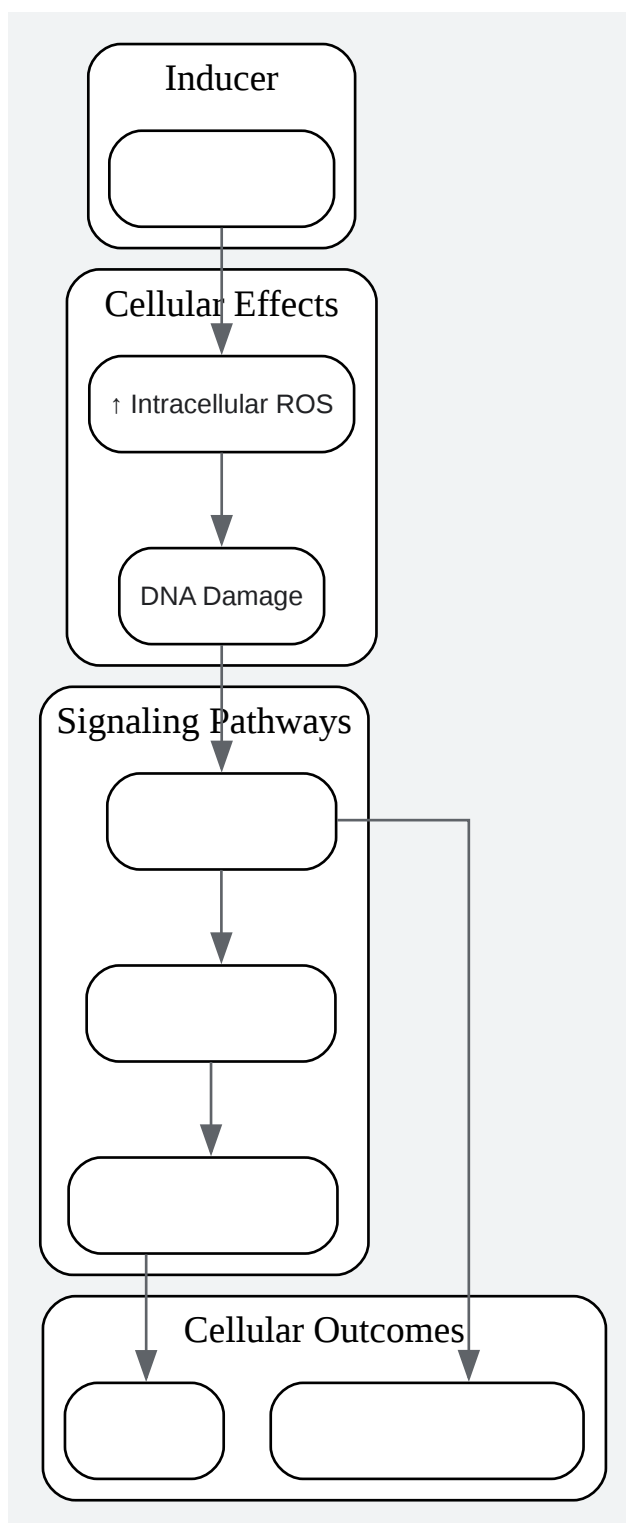 Inducer
Cellular Effects
↑ Intracellular ROS
DNA Damage
Signaling Pathways
Cellular Outcomes